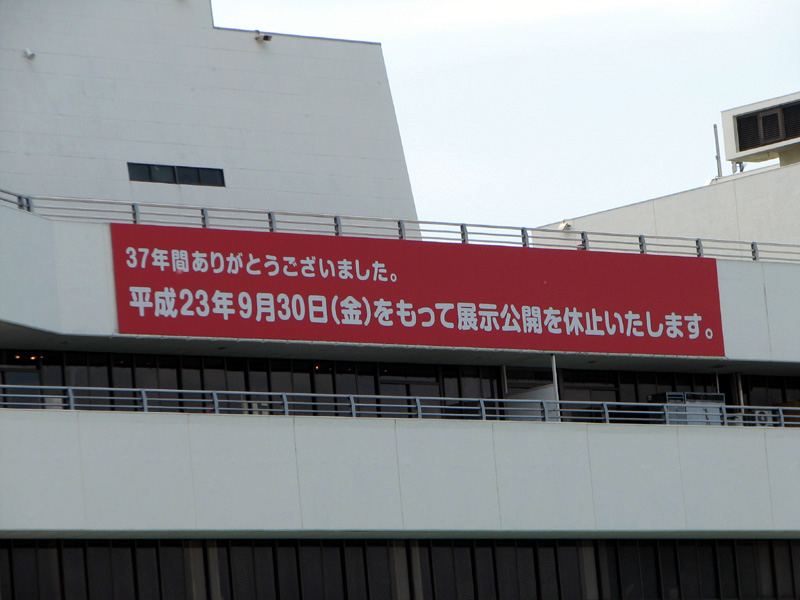 37年間ありがとうございました。
平成23年9月30日(金)をもって展示公開を休止いたします。